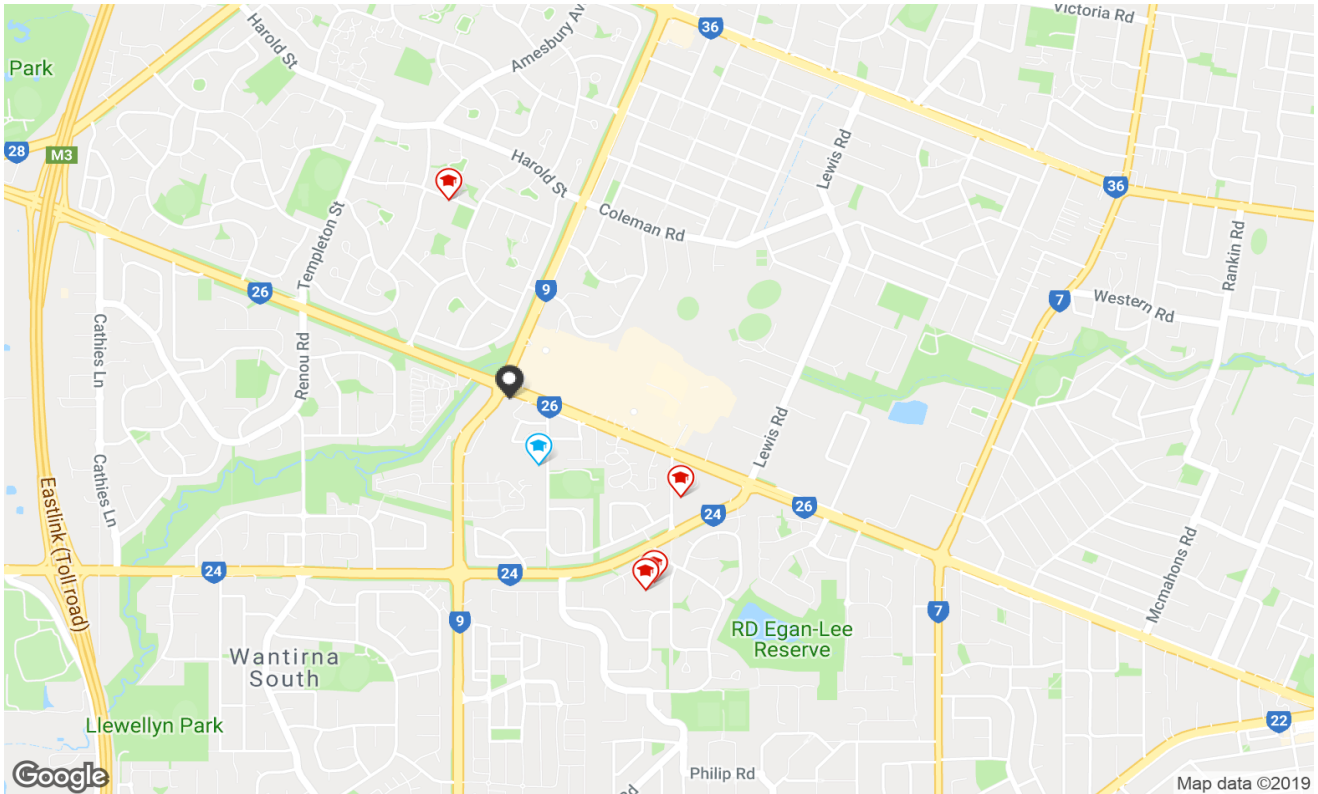 Victoria Rd
36
Harold St
Amesbury Av
Park
28
M3
Lewis Rd
Harold St
36
Coleman Rd
Templeton St
Rankin Rd
26
9
7
Western Rd
Cathies Ln
Renou Rd
26
Lewis Rd
Cathies Ln
Eastlink (Toll road)
24
26
Mcmahons Rd
24
24
9
7
RD Egan-Lee
Reserve
Wantirna
South
Llewellyn Park
22
Philip Rd
Rd
Google
Map data ©2019